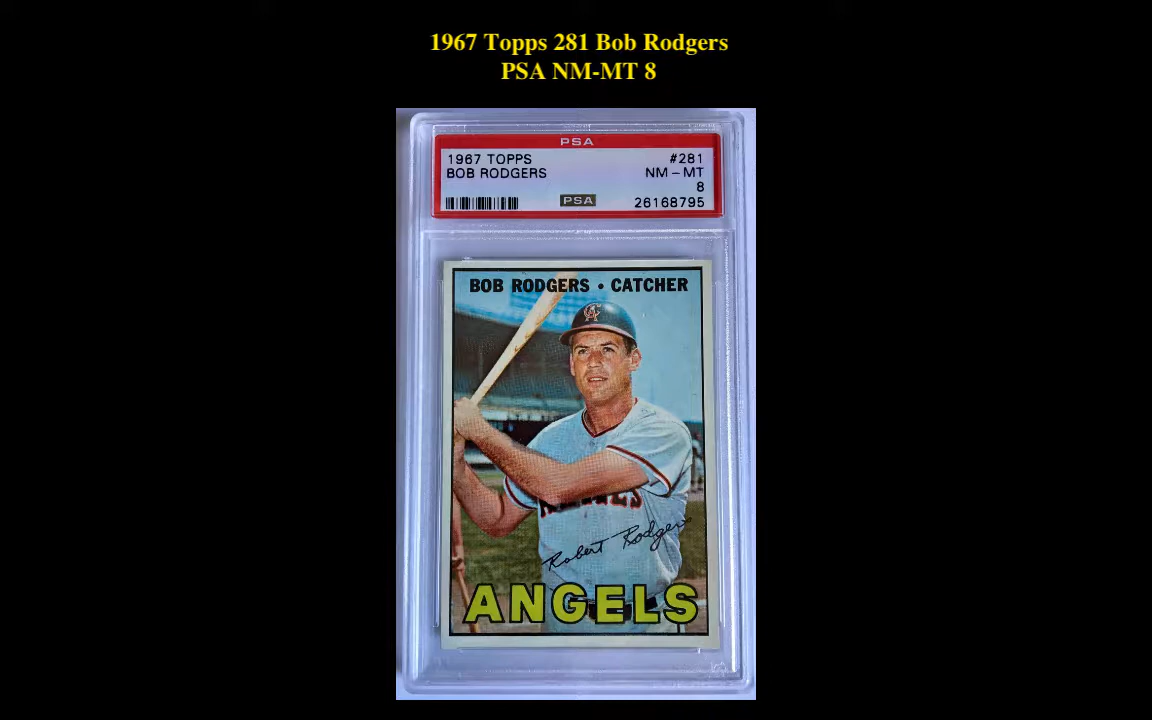 1967 Topps 281 Bob Rodgers
PSA NM-MT 8
PSA
1967 TOPPS #281
BOB RODGERS NM - MT
8
PSA 26168795
BOB RODGERS • CATCHER
Robert Rodgers
ANGELS